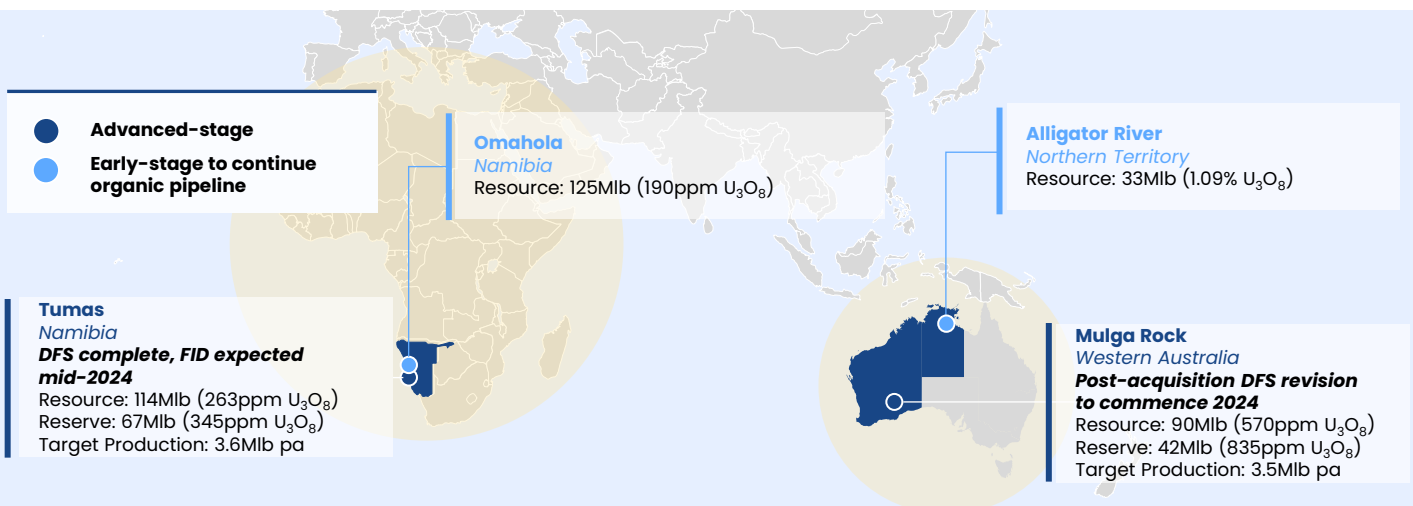 Advanced-stage
Early-stage to continue
organic pipeline
Omahola
Namibia
Resource: 125Mlb (190ppm U₃O₈)
Alligator River
Northern Territory
Resource: 33Mlb (1.09% U₃O₈)
Tumas
Namibia
DFS complete, FID expected
mid-2024
Resource: 114Mlb (263ppm U₃O₈)
Reserve: 67Mlb (345ppm U₃O₈)
Target Production: 3.6Mlb pa
Mulga Rock
Western Australia
Post-acquisition DFS revision
to commence 2024
Resource: 90Mlb (570ppm U₃O₈)
Reserve: 42Mlb (835ppm U₃O₈)
Target Production: 3.5Mlb pa